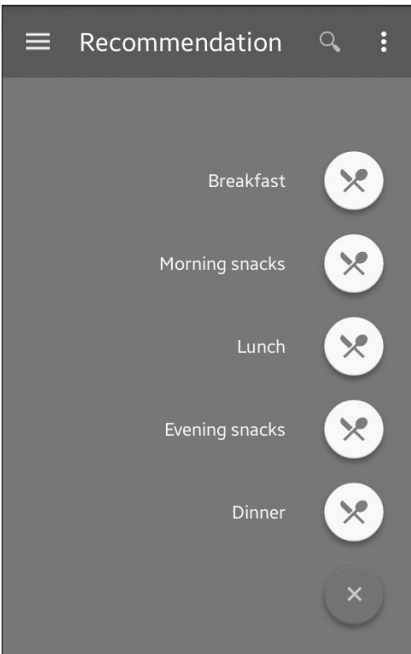 Recommendation
Breakfast
Morning snacks
Lunch
Evening snacks
Dinner